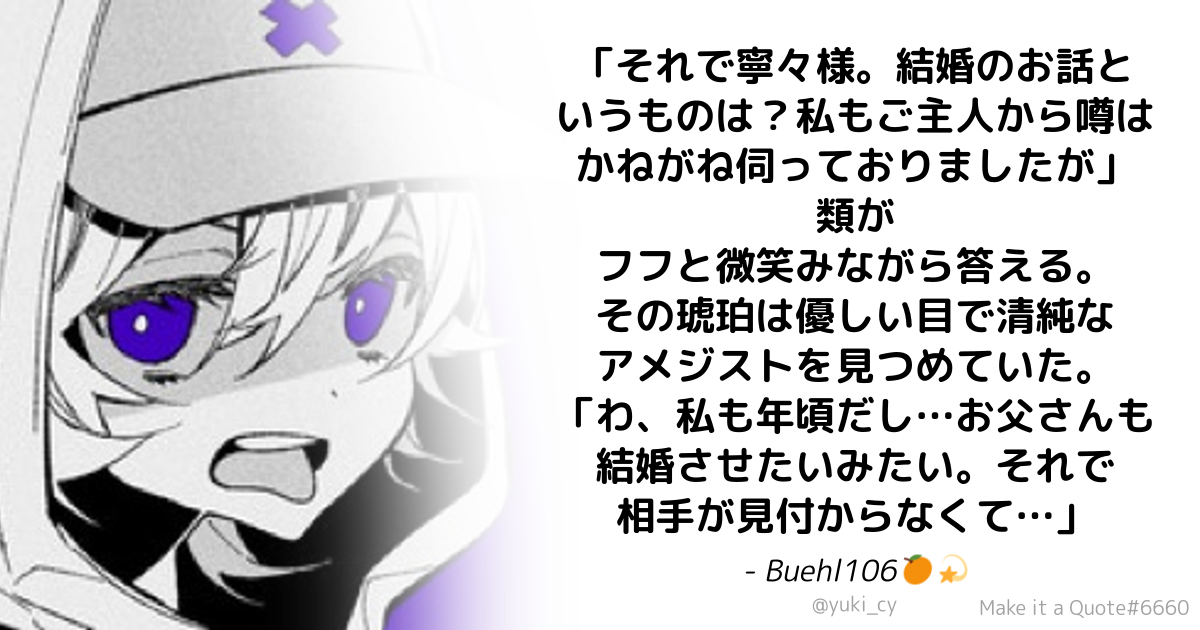 「それで寧々様。結婚のお話と
いうものは？私もご主人から噂は
かねがね伺っておりましたが」
類が
フフと微笑みながら答える。
その琥珀は優しい目で清純な
アメジストを見つめていた。
「わ、私も年頃だし…お父さんも
結婚させたいみたい。それで
相手が見付からなくて…」
- Buehl106🍊💫
@yuki_cy
Make it a Quote#6660